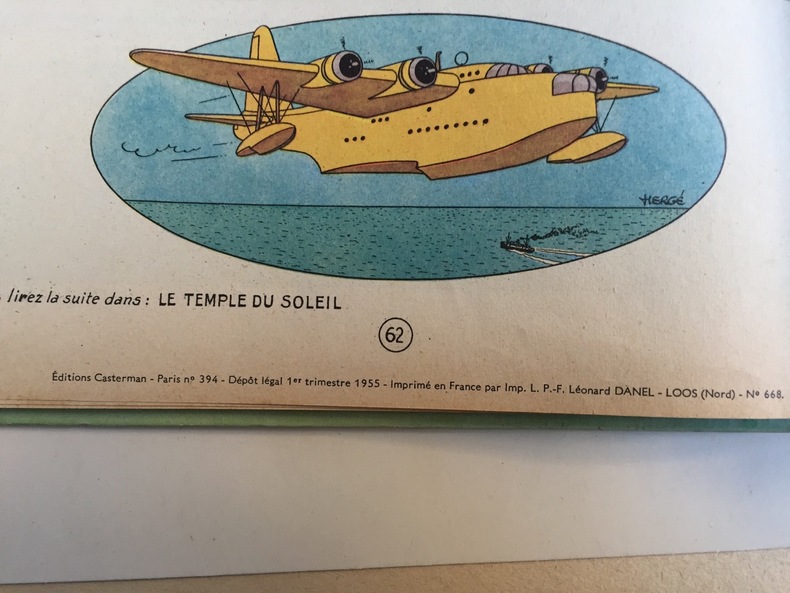 HERGÉ
lirez la suite dans : LE TEMPLE DU SOLEIL
62
Éditions Casterman - Paris nº 394 - Dépôt légal 1er trimestre 1955 - Imprimé en France par Imp. L. P.-F. Léonard DANEL - LOOS (Nord) - Nº 668.